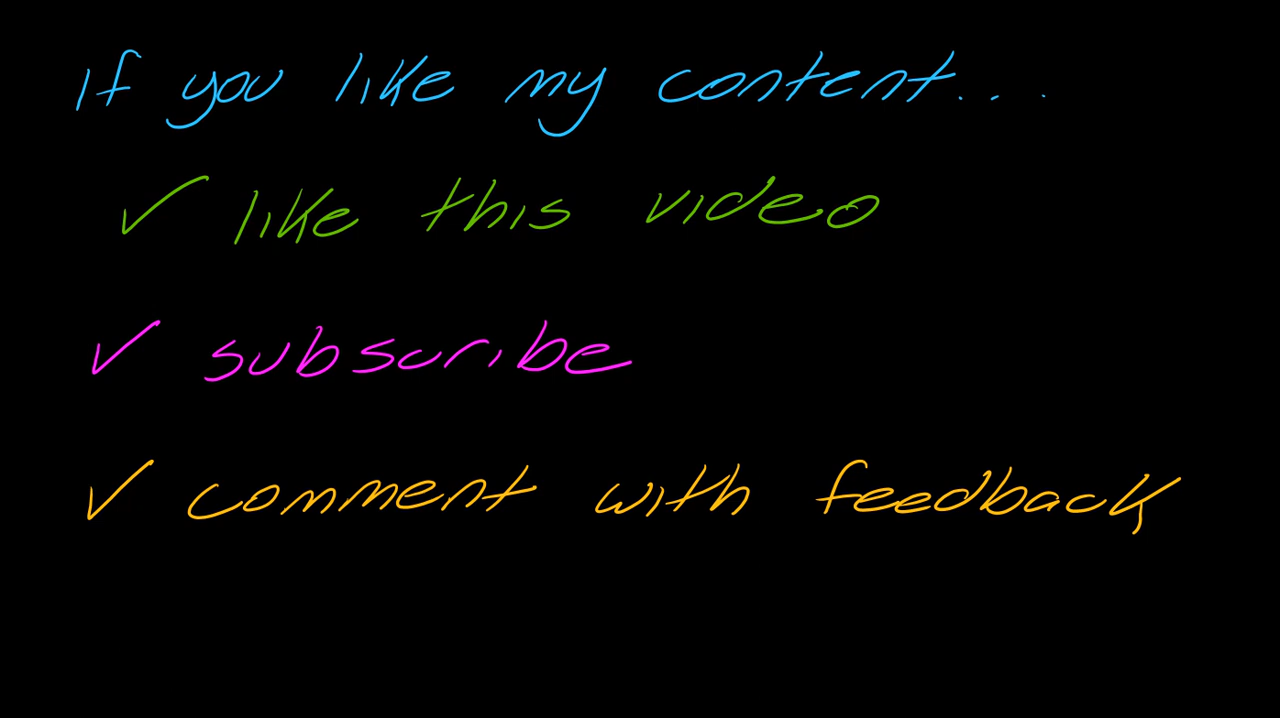 If you like my content...
✓ like this video
✓ subscribe
✓ comment with feedback